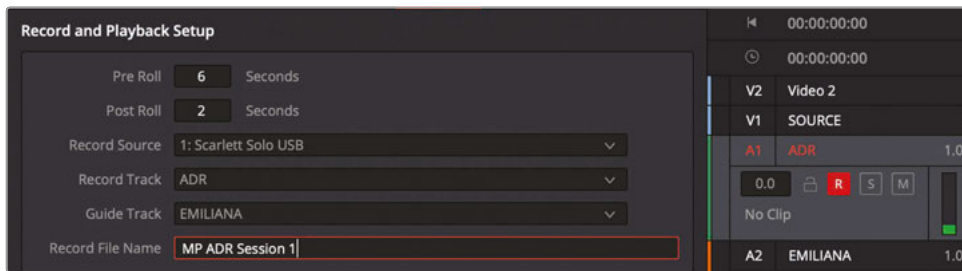 Record and Playback Setup
Pre Roll 6 Seconds
Post Roll 2 Seconds
Record Source 1: Scarlett Solo USB
Record Track ADR
Guide Track EMILIANA
Record File Name MP ADR Session 1
00:00:00:00
00:00:00:00
V2 Video 2
V1 SOURCE
A1 ADR 1.0
0.0 R S M
No Clip
A2 EMILIANA 1.0